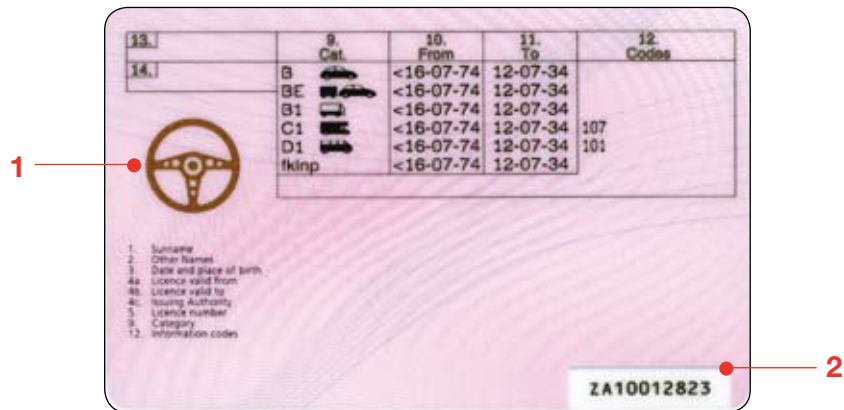 13. 9. Cat. 10. From 11. To 12. Codes
14.
B <16-07-74 12-07-34
BE <16-07-74 12-07-34
B1 <16-07-74 12-07-34
C1 <16-07-74 12-07-34 107
D1 <16-07-74 12-07-34 101
fklnp <16-07-74 12-07-34
1
1. Surname
2. Other Names
3. Date and place of birth
4a. Licence valid from
4b. Licence valid to
4c. Issuing Authority
5. Licence number
9. Category
12. Information codes
2
ZA10012823